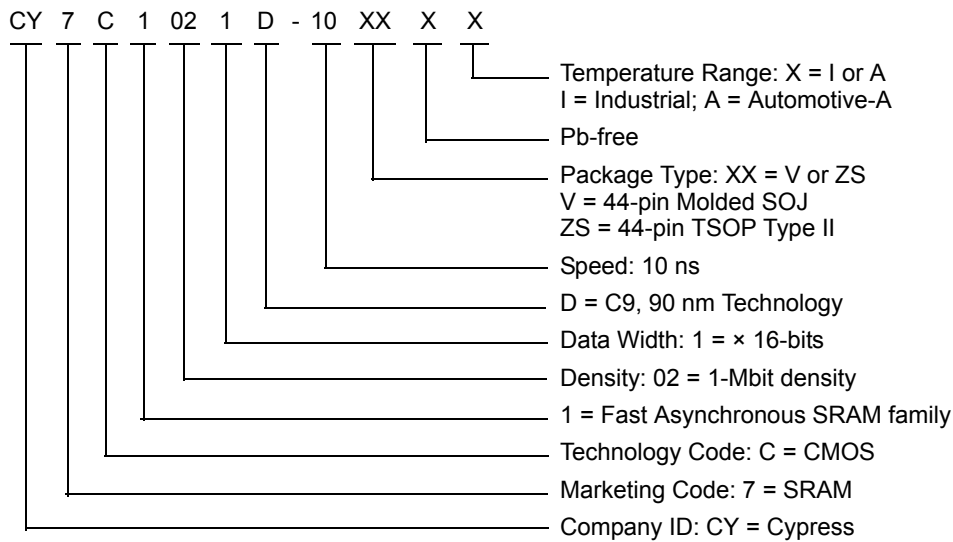 CY 7 C 1 02 1 D - 10 XX X X
Temperature Range: X = I or A
I = Industrial; A = Automotive-A
Pb-free
Package Type: XX = V or ZS
V = 44-pin Molded SOJ
ZS = 44-pin TSOP Type II
Speed: 10 ns
D = C9, 90 nm Technology
Data Width: 1 = × 16-bits
Density: 02 = 1-Mbit density
1 = Fast Asynchronous SRAM family
Technology Code: C = CMOS
Marketing Code: 7 = SRAM
Company ID: CY = Cypress